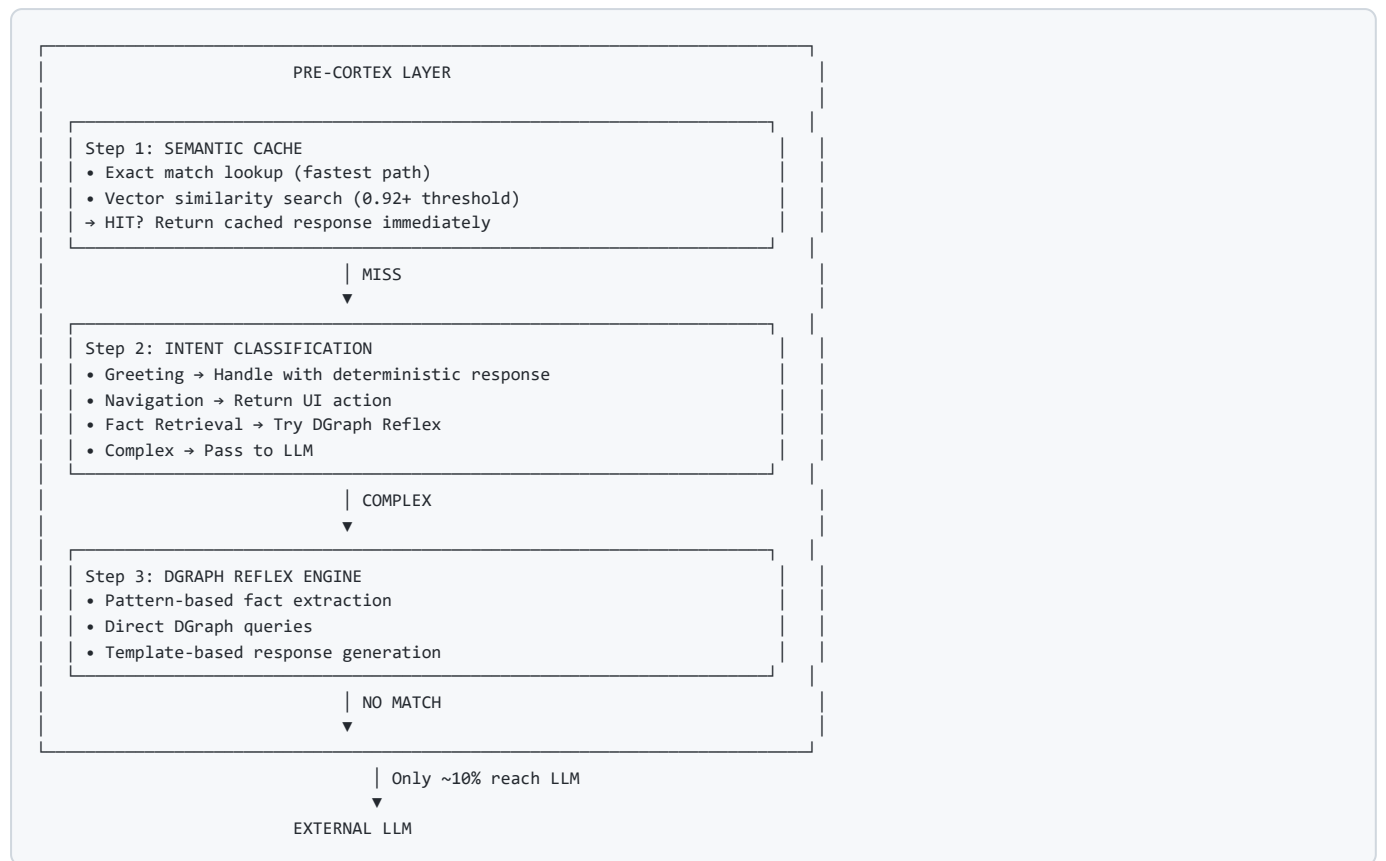 PRE-CORTEX LAYER
Step 1: SEMANTIC CACHE
• Exact match lookup (fastest path)
• Vector similarity search (0.92+ threshold)
→ HIT? Return cached response immediately
MISS
▼
Step 2: INTENT CLASSIFICATION
• Greeting → Handle with deterministic response
• Navigation → Return UI action
• Fact Retrieval → Try DGraph Reflex
• Complex → Pass to LLM
COMPLEX
▼
Step 3: DGRAPH REFLEX ENGINE
• Pattern-based fact extraction
• Direct DGraph queries
• Template-based response generation
NO MATCH
▼
Only ~10% reach LLM
▼
EXTERNAL LLM